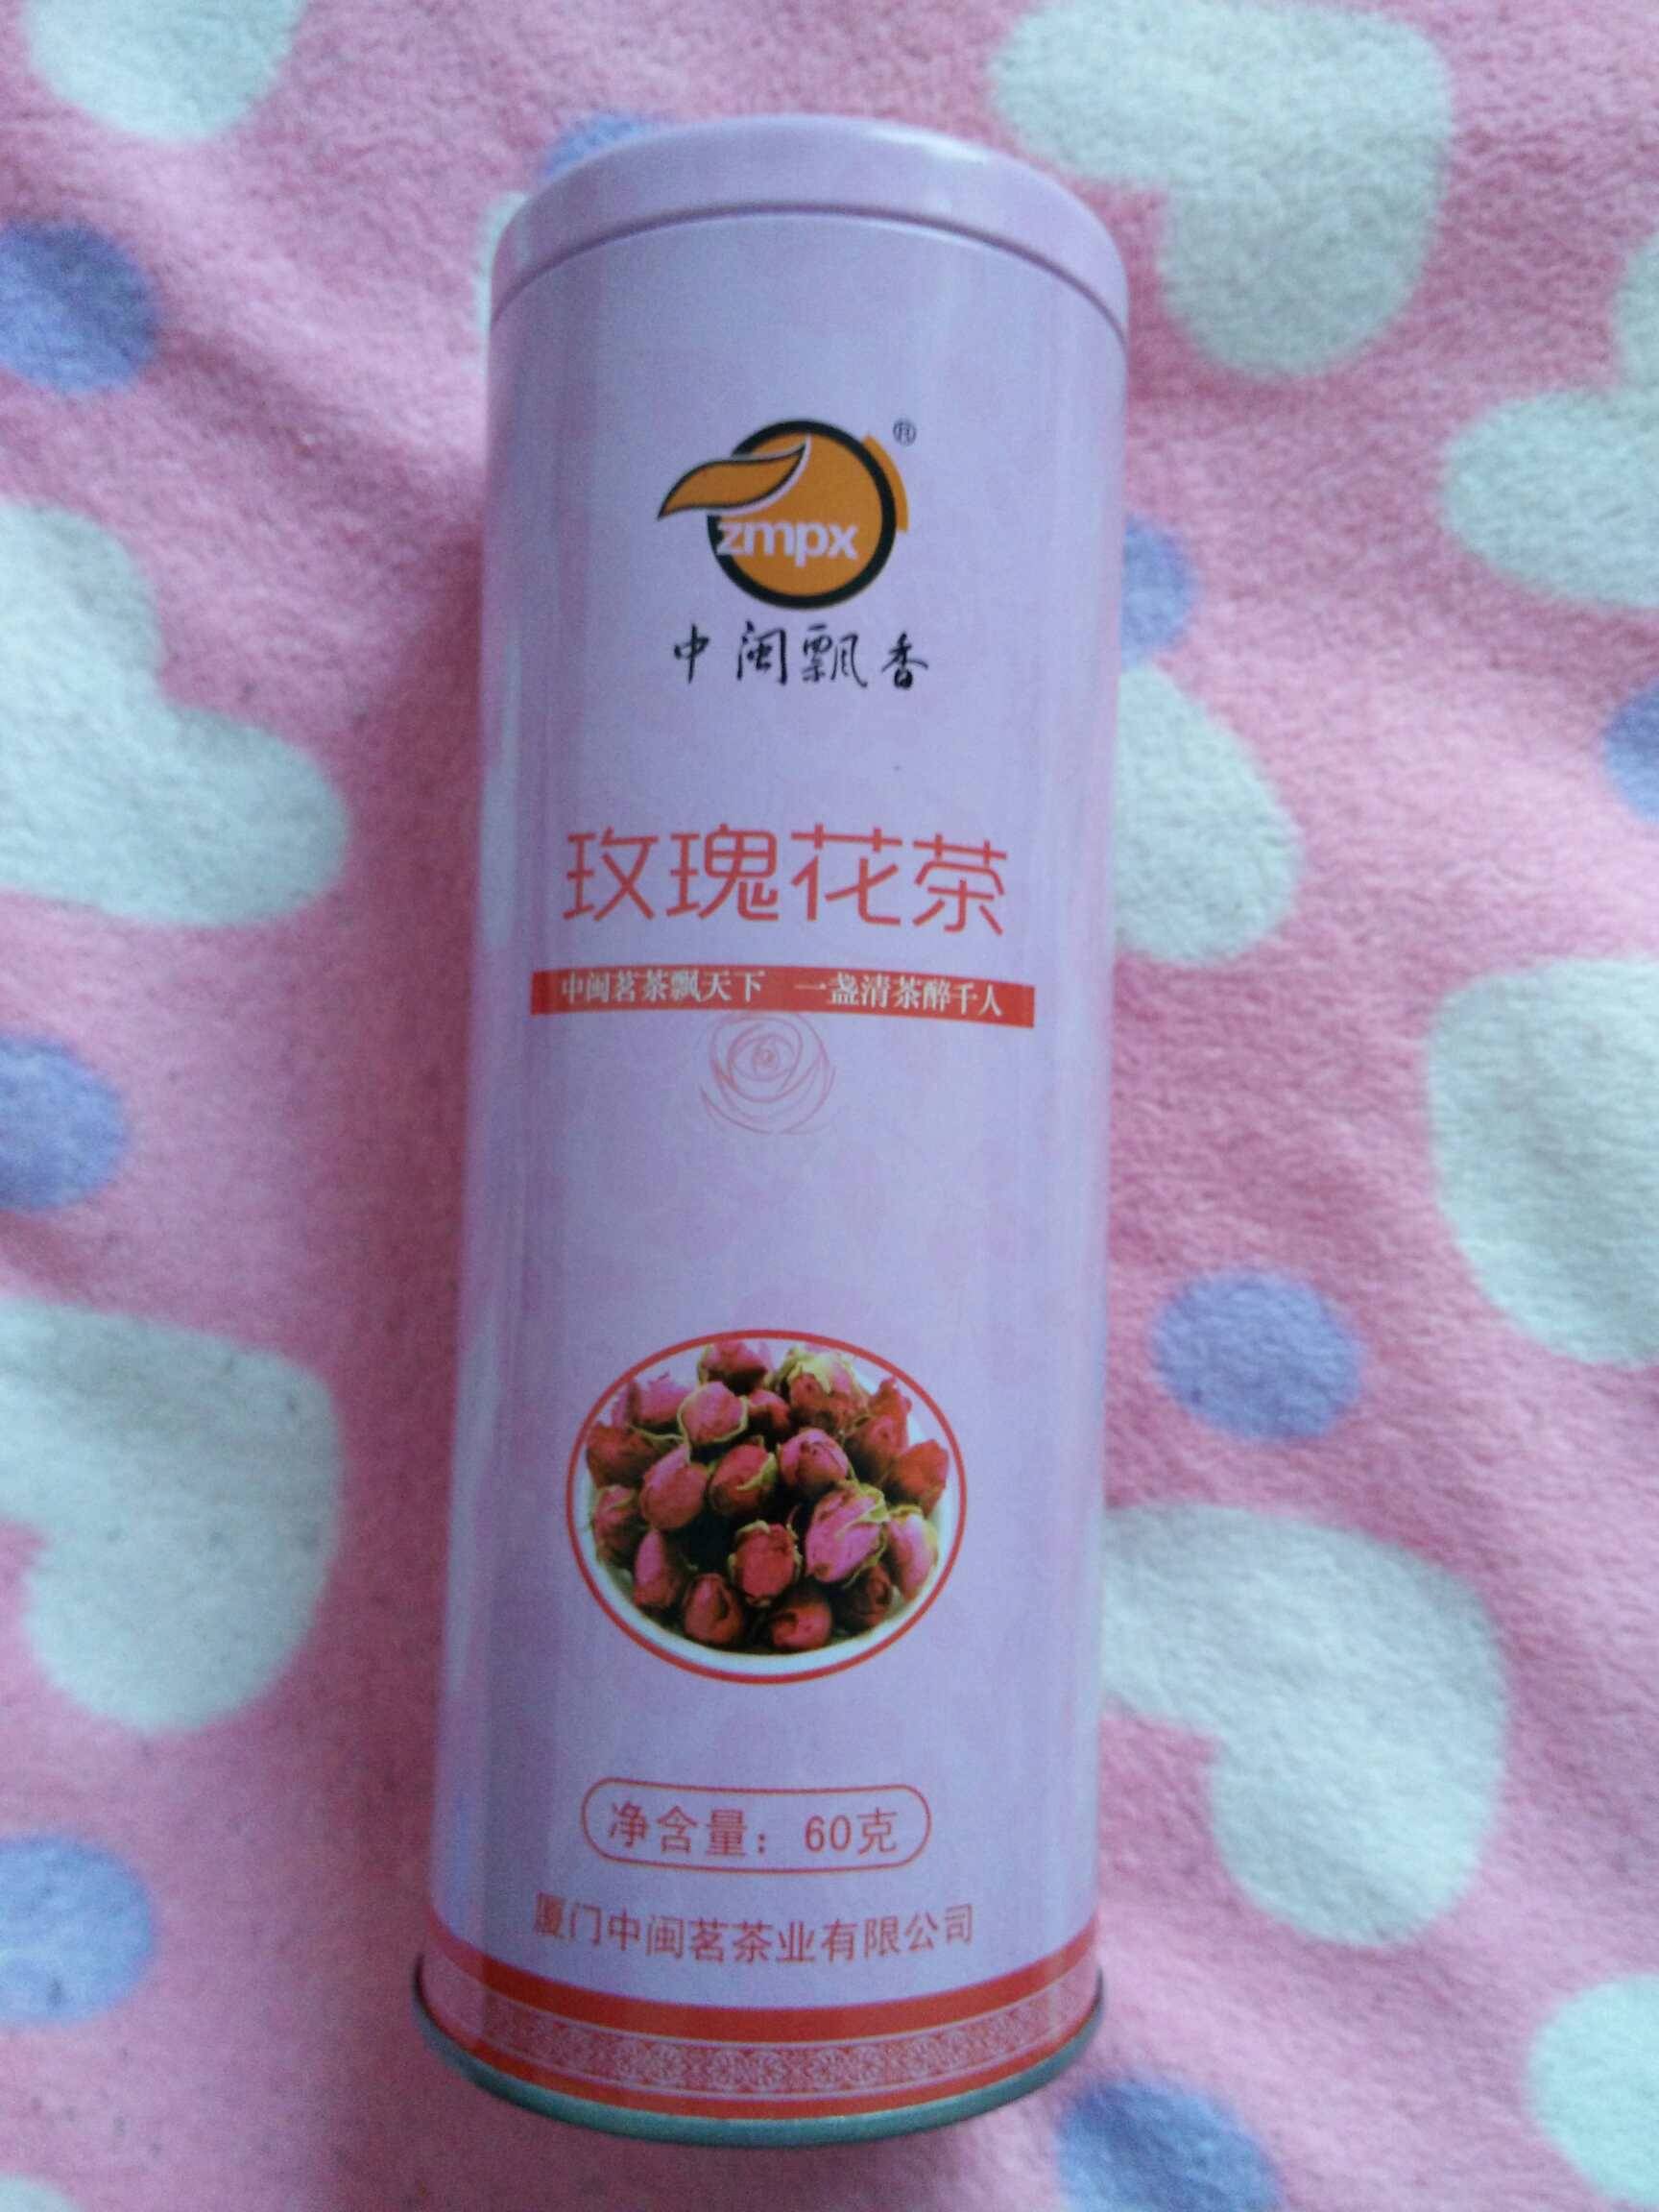 ®
zmpx
中闽飘香
玫瑰花茶
中闽茗茶飘天下 一盏清茶醉千人
净含量：60克
厦门中闽茗茶业有限公司